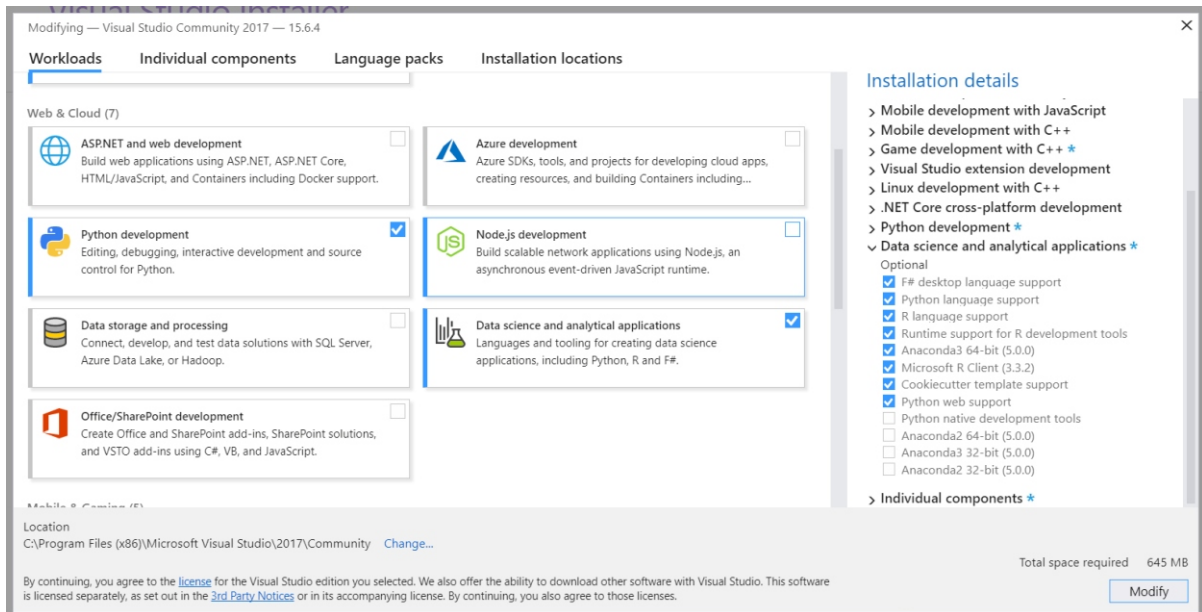 Visual Studio Installer
Modifying — Visual Studio Community 2017 — 15.6.4
Workloads
Individual components
Language packs
Installation locations
Web & Cloud (7)
ASP.NET and web development
Build web applications using ASP.NET, ASP.NET Core,
HTML/JavaScript, and Containers including Docker support.
Azure development
Azure SDKs, tools, and projects for developing cloud apps,
creating resources, and building Containers including...
Python development
Editing, debugging, interactive development and source
control for Python.
Node.js development
Build scalable network applications using Node.js, an
asynchronous event-driven JavaScript runtime.
Data storage and processing
Connect, develop, and test data solutions with SQL Server,
Azure Data Lake, or Hadoop.
Data science and analytical applications
Languages and tooling for creating data science
applications, including Python, R and F#.
Office/SharePoint development
Create Office and SharePoint add-ins, SharePoint solutions,
and VSTO add-ins using C#, VB, and JavaScript.
Mobile & Gaming (5)
Installation details
Mobile development with JavaScript
Mobile development with C++
Game development with C++ *
Visual Studio extension development
Linux development with C++
.NET Core cross-platform development
Python development *
Data science and analytical applications *
Optional
F# desktop language support
Python language support
R language support
Runtime support for R development tools
Anaconda3 64-bit (5.0.0)
Microsoft R Client (3.3.2)
Cookiecutter template support
Python web support
Python native development tools
Anaconda2 64-bit (5.0.0)
Anaconda3 32-bit (5.0.0)
Anaconda2 32-bit (5.0.0)
Individual components *
Location
C:\Program Files (x86)\Microsoft Visual Studio\2017\Community Change...
Total space required 645 MB
By continuing, you agree to the license for the Visual Studio edition you selected. We also offer the ability to download other software with Visual Studio. This software
is licensed separately, as set out in the 3rd Party Notices or in its accompanying license. By continuing, you also agree to those licenses.
Modify